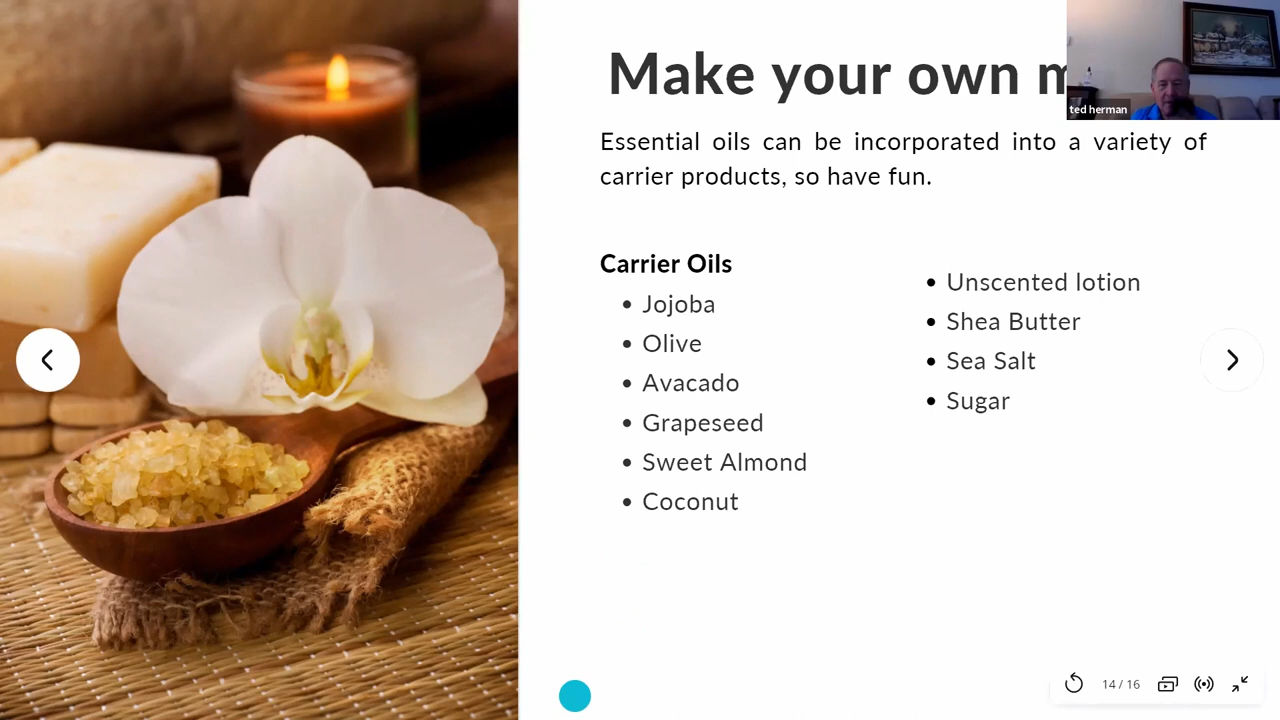 Make your own m
ted herman
Essential oils can be incorporated into a variety of
carrier products, so have fun.
Carrier Oils
• Jojoba
• Olive
• Avacado
• Grapeseed
• Sweet Almond
• Coconut
• Unscented lotion
• Shea Butter
• Sea Salt
• Sugar
14 / 16